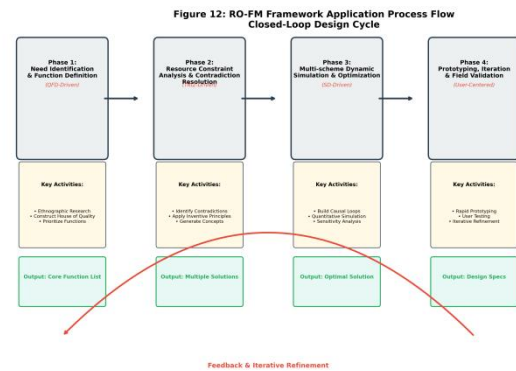 Figure 12: RO-FM Framework Application Process Flow
Closed-Loop Design Cycle
Phase 1:
Need Identification
& Function Definition
(QFD-Driven)
Phase 2:
Resource Constraint
Analysis & Contradiction
Resolution
Phase 3:
Multi-scheme Dynamic
Simulation & Optimization
(SD-Driven)
Phase 4:
Prototyping, Iteration
& Field Validation
(User-Centered)
Key Activities:
• Ethnographic Research
• Construct House of Quality
• Prioritize Functions
Key Activities:
• Identify Contradictions
• Apply Inventive Principles
• Generate Concepts
Key Activities:
• Build Causal Loops
• Quantitative Simulation
• Sensitivity Analysis
Key Activities:
• Rapid Prototyping
• User Testing
• Iterative Refinement
Output: Core Function List
Output: Multiple Solutions
Output: Optimal Solution
Output: Design Specs
Feedback & Iterative Refinement